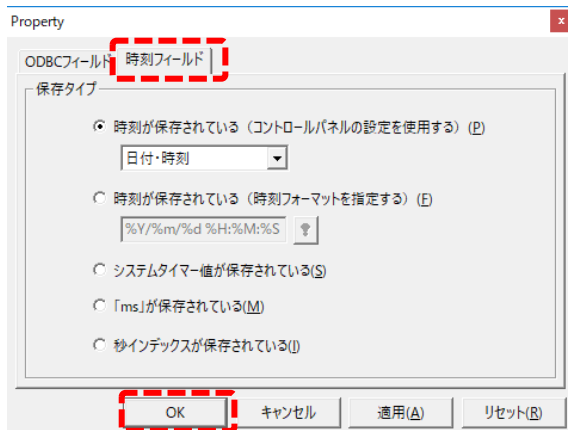 Property
x
ODBCフィールド 時刻フィールド
保存タイプ
時刻が保存されている（コントロールパネルの設定を使用する）(P)
日付・時刻
時刻が保存されている（時刻フォーマットを指定する）(F)
%Y/%m/%d %H:%M:%S
システムタイマー値が保存されている(S)
「ms」が保存されている(M)
秒インデックスが保存されている(I)
OK キャンセル 適用(A) リセット(R)